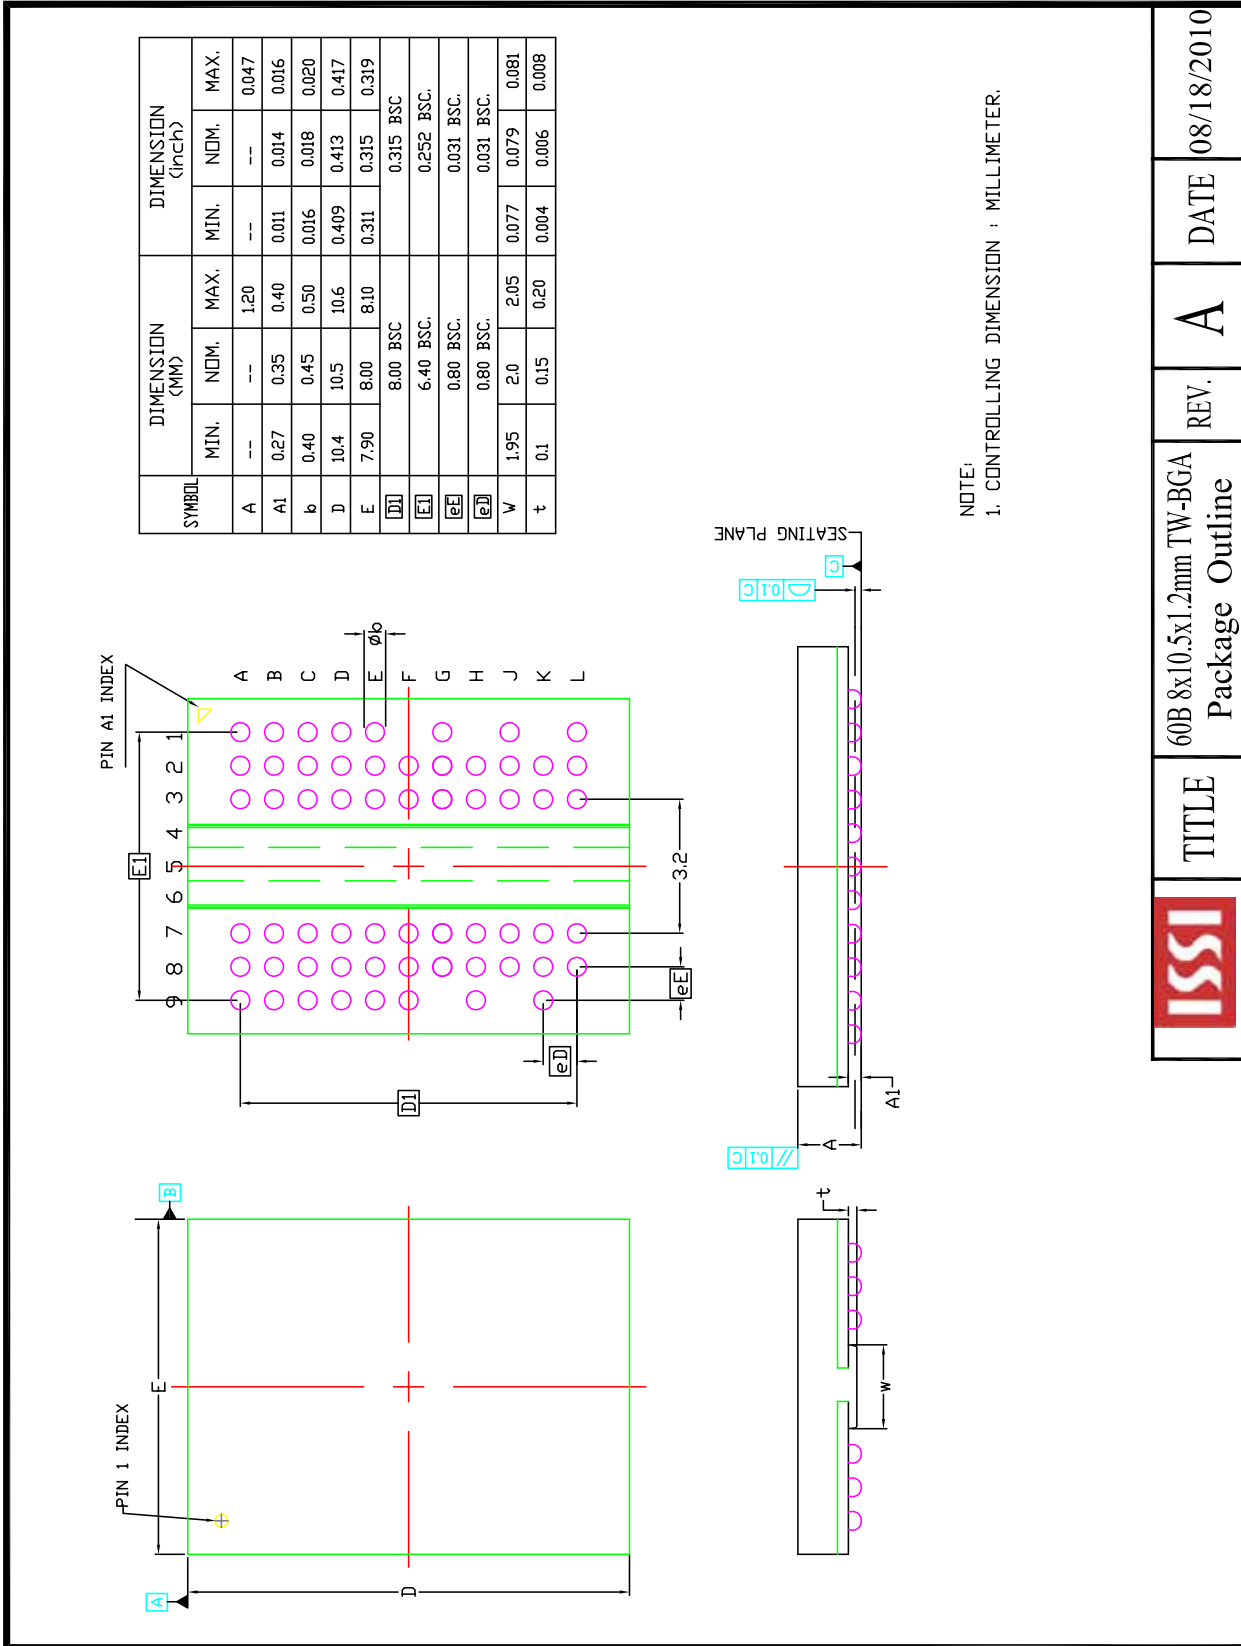 SYMBOL DIMENSION (MM) DIMENSION (inch)
MIN. NOM. MAX. MIN. NOM. MAX.
A -- -- 1.20 -- -- 0.047
A1 0.27 0.35 0.40 0.011 0.014 0.016
b 0.40 0.45 0.50 0.016 0.018 0.020
D 10.4 10.5 10.6 0.409 0.413 0.417
E 7.90 8.00 8.10 0.311 0.315 0.319
D1 8.00 BSC 0.315 BSC
E1 6.40 BSC. 0.252 BSC.
eE 0.80 BSC. 0.031 BSC.
eD 0.80 BSC. 0.031 BSC.
W 1.95 2.0 2.05 0.077 0.079 0.081
t 0.1 0.15 0.20 0.004 0.006 0.008
PIN 1 INDEX
E
B
A
D
PIN A1 INDEX
E1
9 8 7 6 5 4 3 2 1
A
B
C
D
E
F
G
H
J
K
L
øb
D1
eD
eE
3.2
t
w
// 0.1 C
A
A1
0.1 C
C
SEATING PLANE
NOTE:
1. CONTROLLING DIMENSION : MILLIMETER.
ISSI
TITLE
60B 8x10.5x1.2mm TW-BGA
Package Outline
REV.
A
DATE
08/18/2010